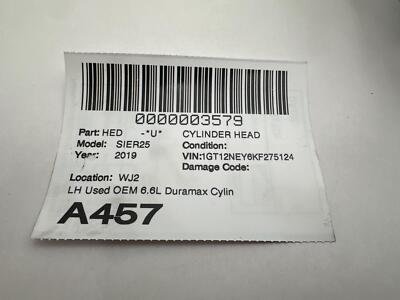 0000003579
Part: HED -*U* CYLINDER HEAD
Model: SIER25 Condition:
Year: 2019 VIN:1GT12NEY6KF275124
Damage Code:
Location: WJ2
LH Used OEM 6.6L Duramax Cylin
A457